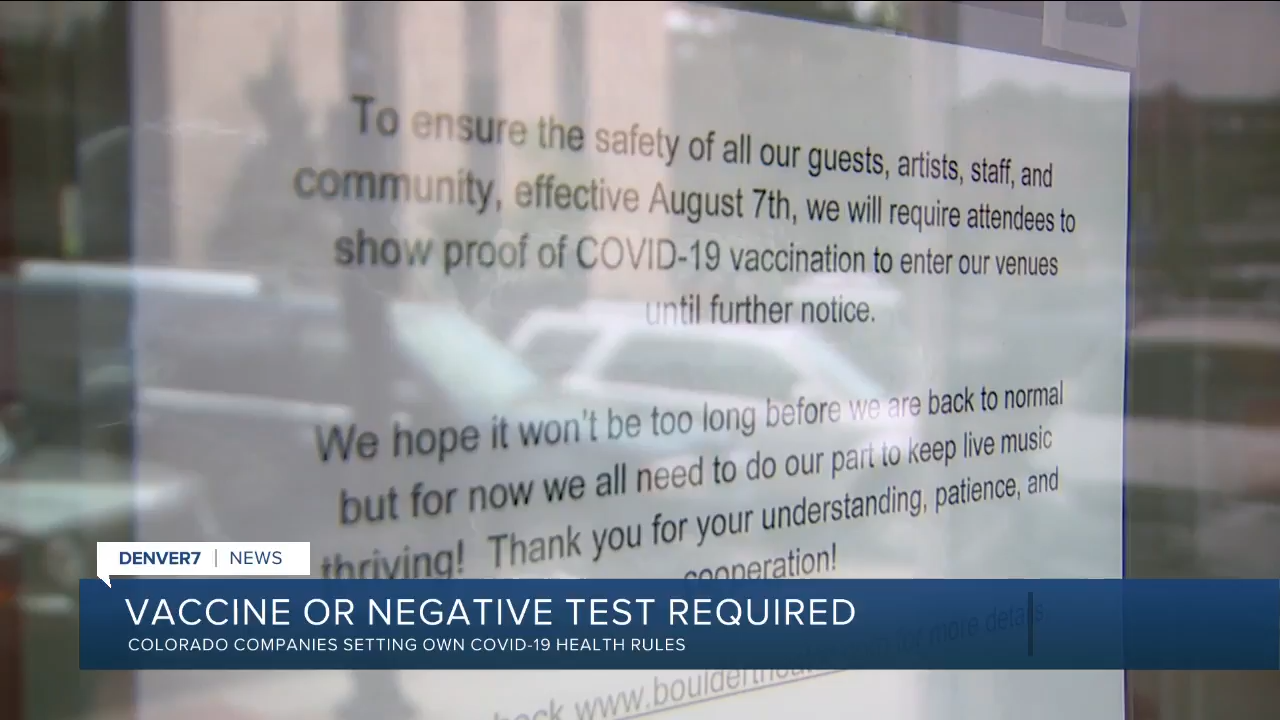 To ensure the safety of all our guests, artists, staff, and
community, effective August 7th, we will require attendees to
show proof of COVID-19 vaccination to enter our venues
until further notice.
We hope it won't be too long before we are back to normal
but for now we all need to do our part to keep live music
thriving! Thank you for your understanding, patience, and
cooperation!
DENVER7 | NEWS
VACCINE OR NEGATIVE TEST REQUIRED
COLORADO COMPANIES SETTING OWN COVID-19 HEALTH RULES
for more details